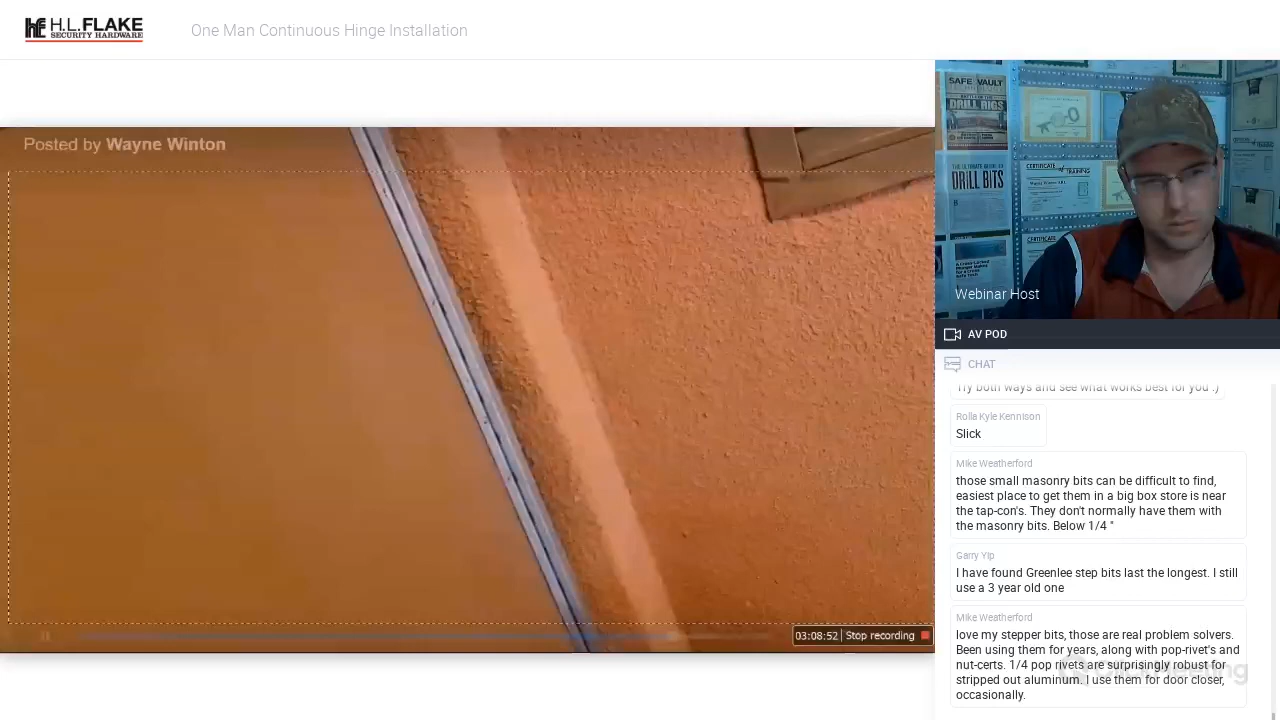 H.L.FLAKE
SECURITY HARDWARE
One Man Continuous Hinge Installation
Posted by Wayne Winton
03:08:52 Stop recording
SAFE VAULT
DRILL RIGS
THE ULTIMATE GUIDE TO
DRILL BITS
CERTIFICATE
TRAINING
CERTIFICATE
Webinar Host
AV POD
CHAT
Try both ways and see what works best for you :)
Rolla Kyle Kennison
Slick
Mike Weatherford
those small masonry bits can be difficult to find,
easiest place to get them in a big box store is near
the tap-con's. They don't normally have them with
the masonry bits. Below 1/4 "
Garry Yip
I have found Greenlee step bits last the longest. I still
use a 3 year old one
Mike Weatherford
love my stepper bits, those are real problem solvers.
Been using them for years, along with pop-rivet's and
nut-certs. 1/4 pop rivets are surprisingly robust for
stripped out aluminum. I use them for door closer,
occasionally.